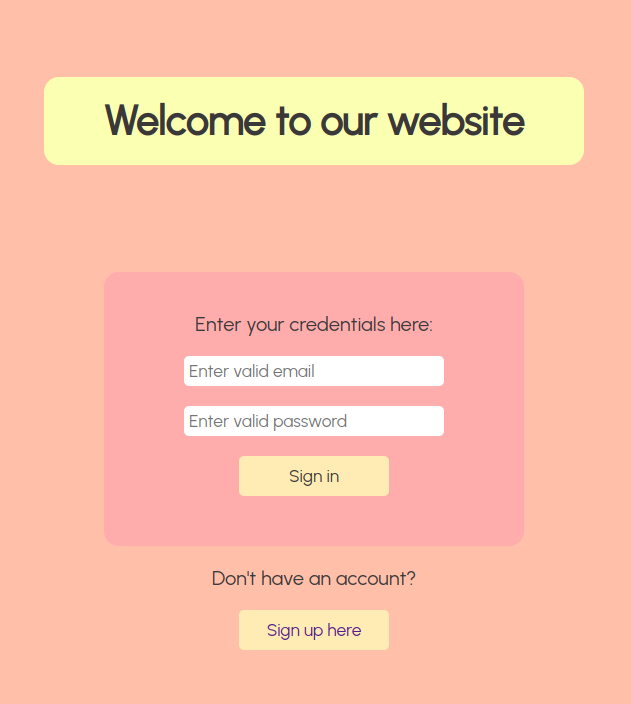 Welcome to our website
Enter your credentials here:
Enter valid email
Enter valid password
Sign in
Don't have an account?
Sign up here